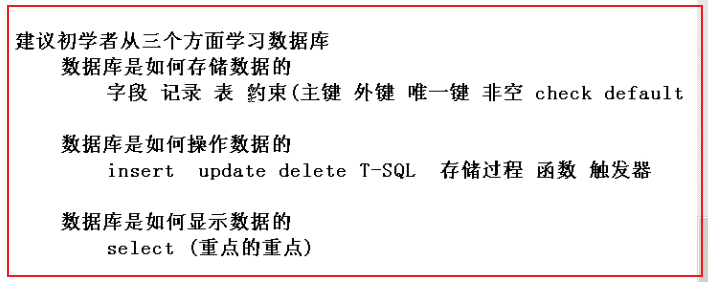 建议初学者从三个方面学习数据库
数据库是如何存储数据的
字段 记录 表 约束(主键 外键 唯一键 非空 check default
数据库是如何操作数据的
insert update delete T-SQL 存储过程 函数 触发器
数据库是如何显示数据的
select (重点的重点)